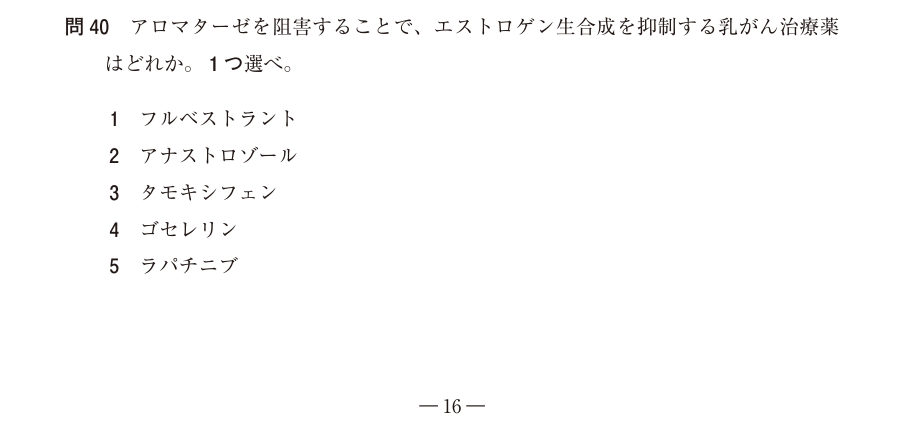 問 40　アロマターゼを阻害することで、エストロゲン生合成を抑制する乳がん治療薬
はどれか。1つ選べ。
1　フルベストラント
2　アナストロゾール
3　タモキシフェン
4　ゴセレリン
5　ラパチニブ
— 16 —